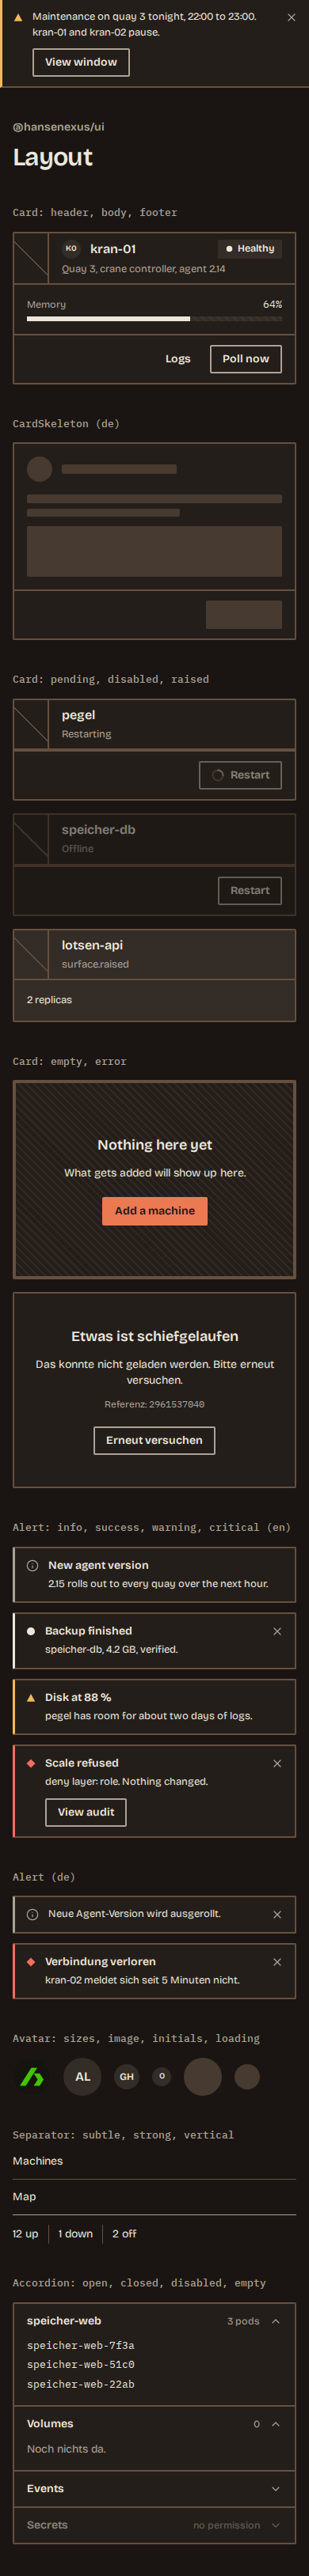 Maintenance on quay 3 tonight, 22:00 to 23:00.
kran-01 and kran-02 pause.
View window
@hansenexus/ui
Layout
Card: header, body, footer
K0 kran-01 Healthy
Quay 3, crane controller, agent 2.14
Memory 64%
Logs Poll now
CardSkeleton (de)
Card: pending, disabled, raised
pegel
Restarting
Restart
speicher-db
Offline
Restart
lotsen-api
surface.raised
2 replicas
Card: empty, error
Nothing here yet
What gets added will show up here.
Add a machine
Etwas ist schiefgelaufen
Das konnte nicht geladen werden. Bitte erneut
versuchen.
Referenz: 2961537040
Erneut versuchen
Alert: info, success, warning, critical (en)
New agent version
2.15 rolls out to every quay over the next hour.
Backup finished
speicher-db, 4.2 GB, verified.
Disk at 88 %
pegel has room for about two days of logs.
Scale refused
deny layer: role. Nothing changed.
View audit
Alert (de)
Neue Agent-Version wird ausgerollt.
Verbindung verloren
kran-02 meldet sich seit 5 Minuten nicht.
Avatar: sizes, image, initials, loading
AL GH O
Separator: subtle, strong, vertical
Machines
Map
12 up 1 down 2 off
Accordion: open, closed, disabled, empty
speicher-web 3 pods
speicher-web-7f3a
speicher-web-51c0
speicher-web-22ab
Volumes 0
Noch nichts da.
Events
Secrets no permission